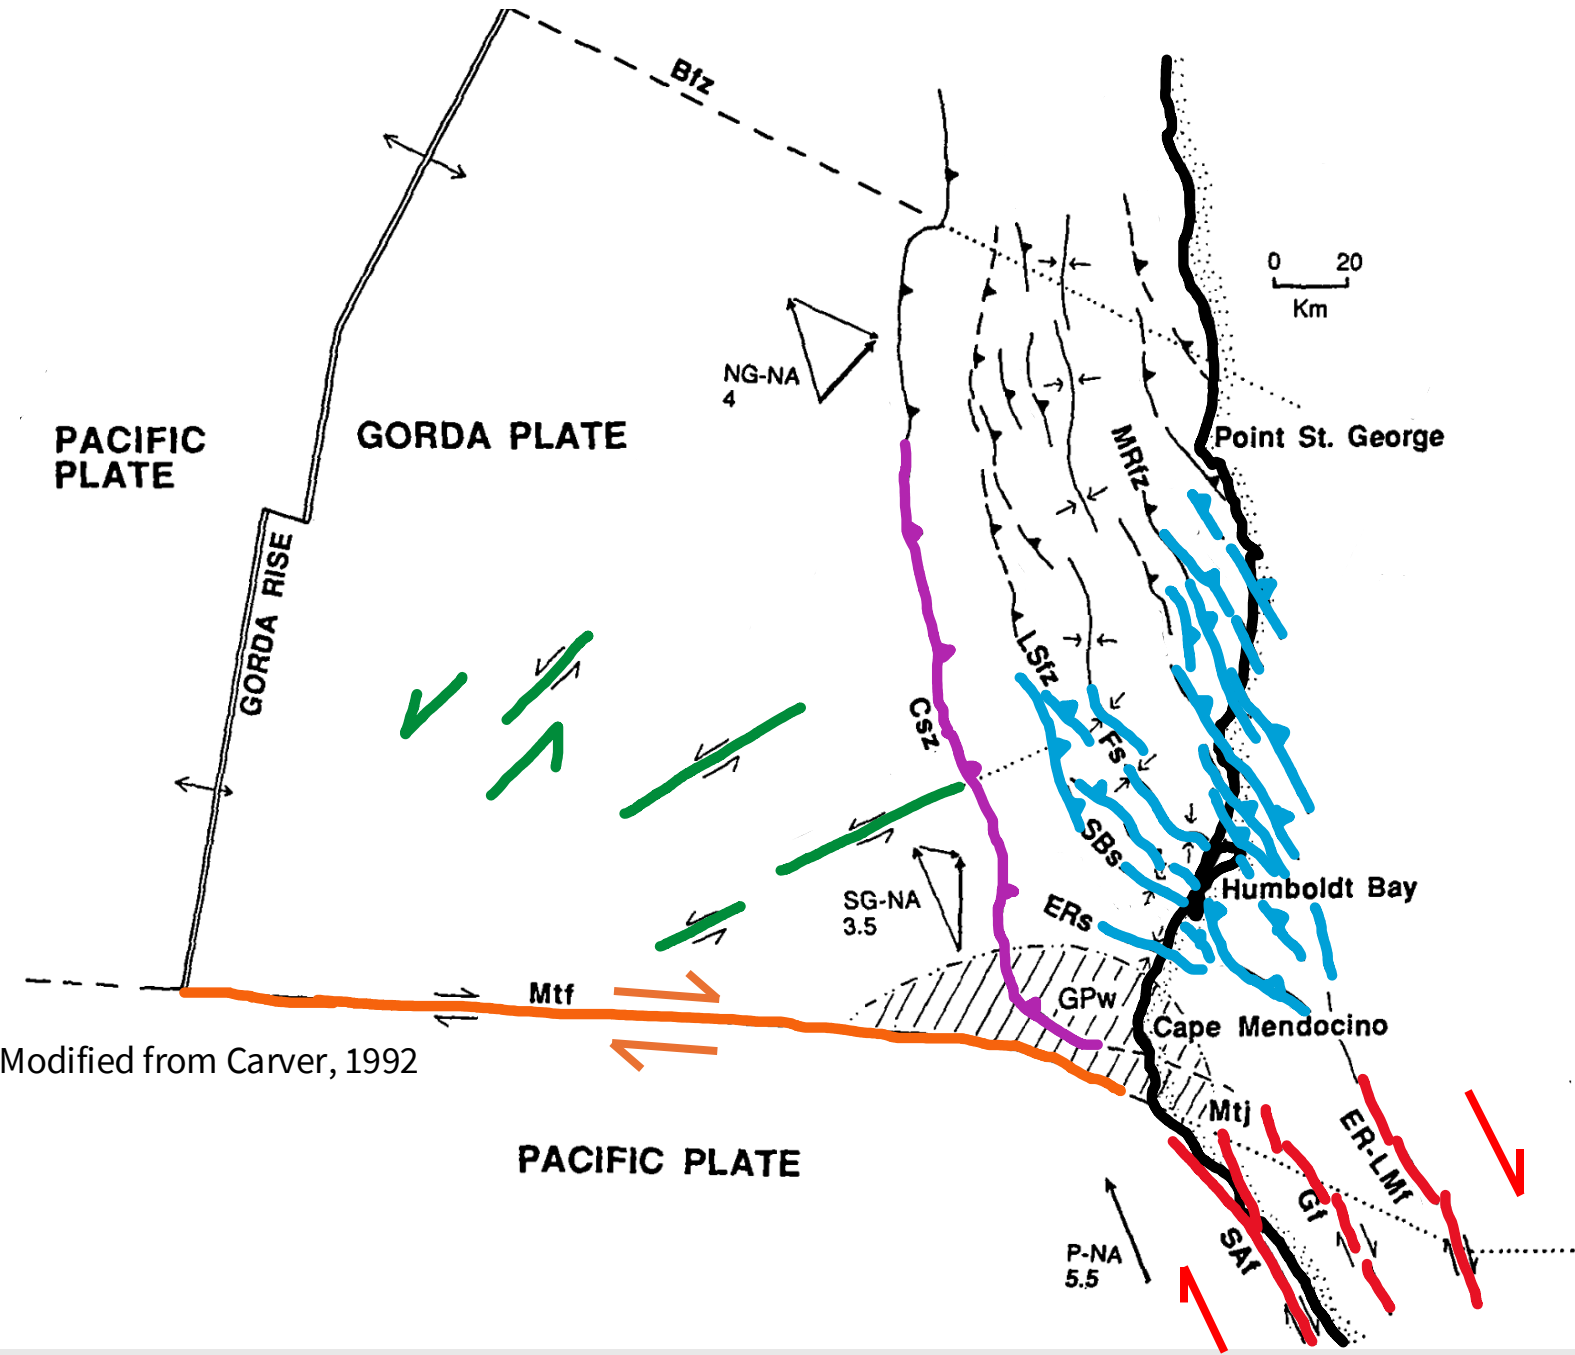 Bfz
0 20
Km
NG-NA
4
PACIFIC
PLATE
GORDA PLATE
MRfz
Point St. George
GORDA RISE
LSfz
Csz
Fs
SBs
SG-NA
3.5
ERs
Humboldt Bay
Mtf
GPw
Cape Mendocino
Modified from Carver, 1992
Mtj
ER-LMf
PACIFIC PLATE
Gf
SAf
P-NA
5.5